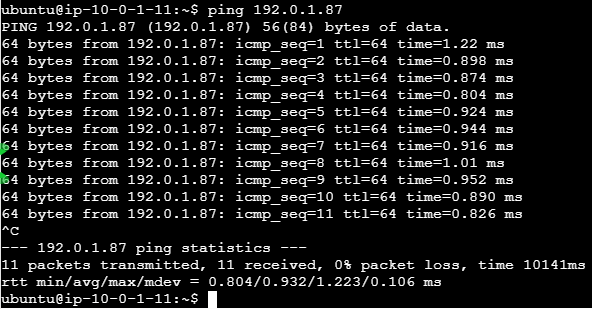 ubuntu@ip-10-0-1-11:~$ ping 192.0.1.87
PING 192.0.1.87 (192.0.1.87) 56(84) bytes of data.
64 bytes from 192.0.1.87: icmp_seq=1 ttl=64 time=1.22 ms
64 bytes from 192.0.1.87: icmp_seq=2 ttl=64 time=0.898 ms
64 bytes from 192.0.1.87: icmp_seq=3 ttl=64 time=0.874 ms
64 bytes from 192.0.1.87: icmp_seq=4 ttl=64 time=0.804 ms
64 bytes from 192.0.1.87: icmp_seq=5 ttl=64 time=0.924 ms
64 bytes from 192.0.1.87: icmp_seq=6 ttl=64 time=0.944 ms
64 bytes from 192.0.1.87: icmp_seq=7 ttl=64 time=0.916 ms
64 bytes from 192.0.1.87: icmp_seq=8 ttl=64 time=1.01 ms
64 bytes from 192.0.1.87: icmp_seq=9 ttl=64 time=0.952 ms
64 bytes from 192.0.1.87: icmp_seq=10 ttl=64 time=0.890 ms
64 bytes from 192.0.1.87: icmp_seq=11 ttl=64 time=0.826 ms
^C
--- 192.0.1.87 ping statistics ---
11 packets transmitted, 11 received, 0% packet loss, time 10141ms
rtt min/avg/max/mdev = 0.804/0.932/1.223/0.106 ms
ubuntu@ip-10-0-1-11:~$